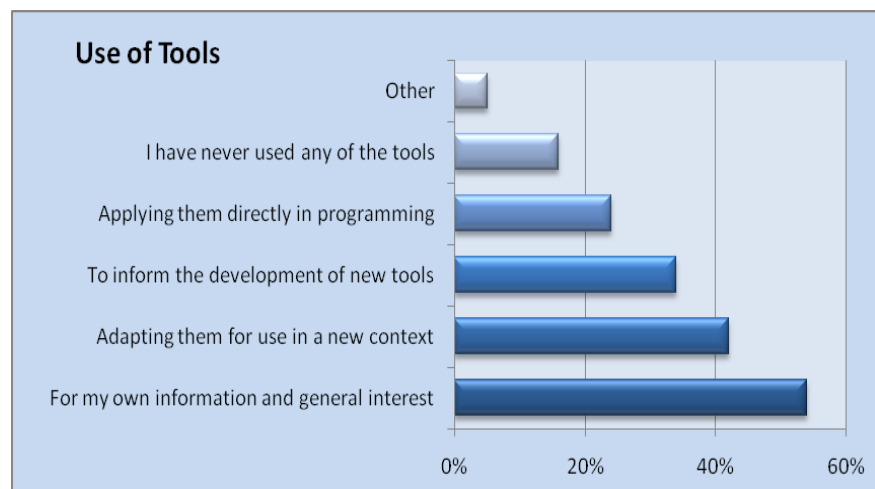 Use of Tools
Other
I have never used any of the tools
Applying them directly in programming
To inform the development of new tools
Adapting them for use in a new context
For my own information and general interest
0% 20% 40% 60%